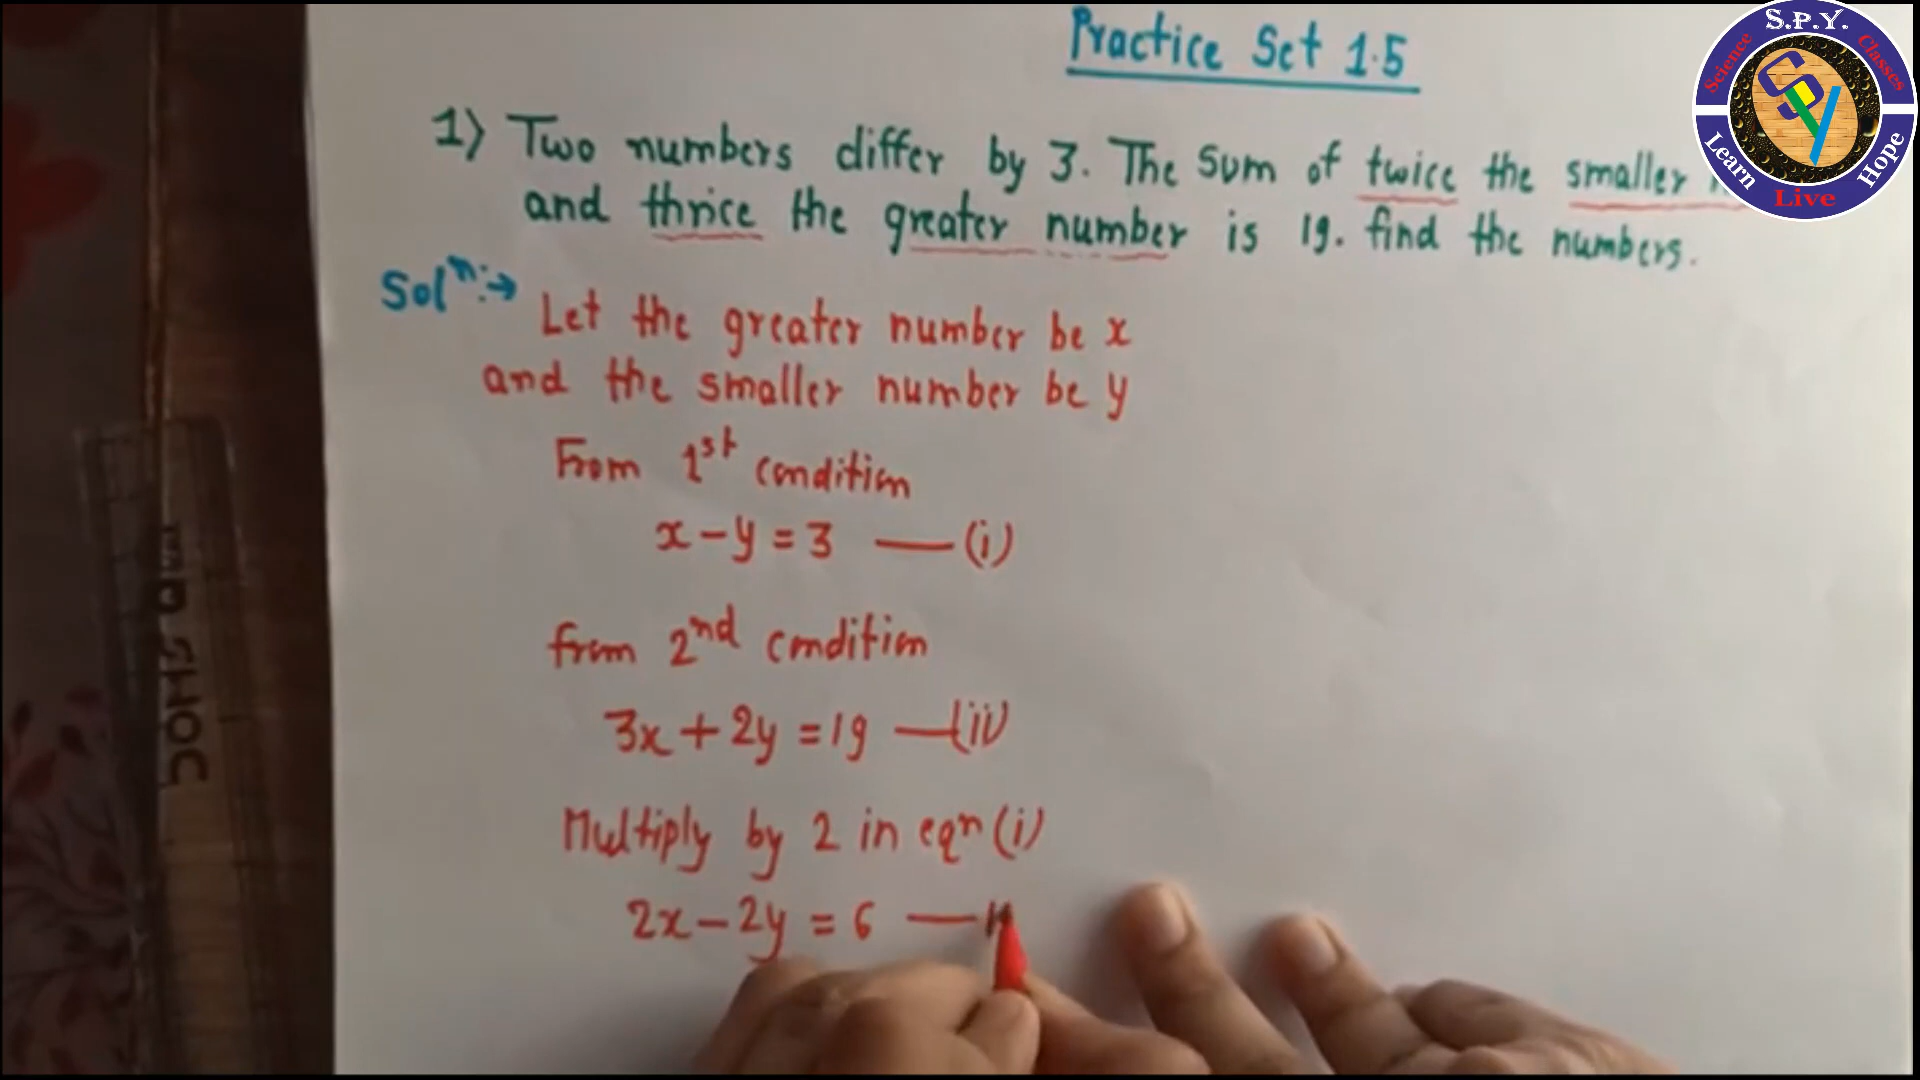 Practice Set 1.5
S.P.Y.
Science
Classes
Learn
Live
Hope
1) Two numbers differ by 3. The Sum of twice the smaller
and thrice the greater number is 19. find the numbers.
Solⁿ:→
Let the greater number be x
and the smaller number be y
From 1ˢᵗ condition
x - y = 3 —— (i)
from 2ⁿᵈ condition
3x + 2y = 19 —— (ii)
Multiply by 2 in eqⁿ (i)
2x - 2y = 6 ——
DOMS